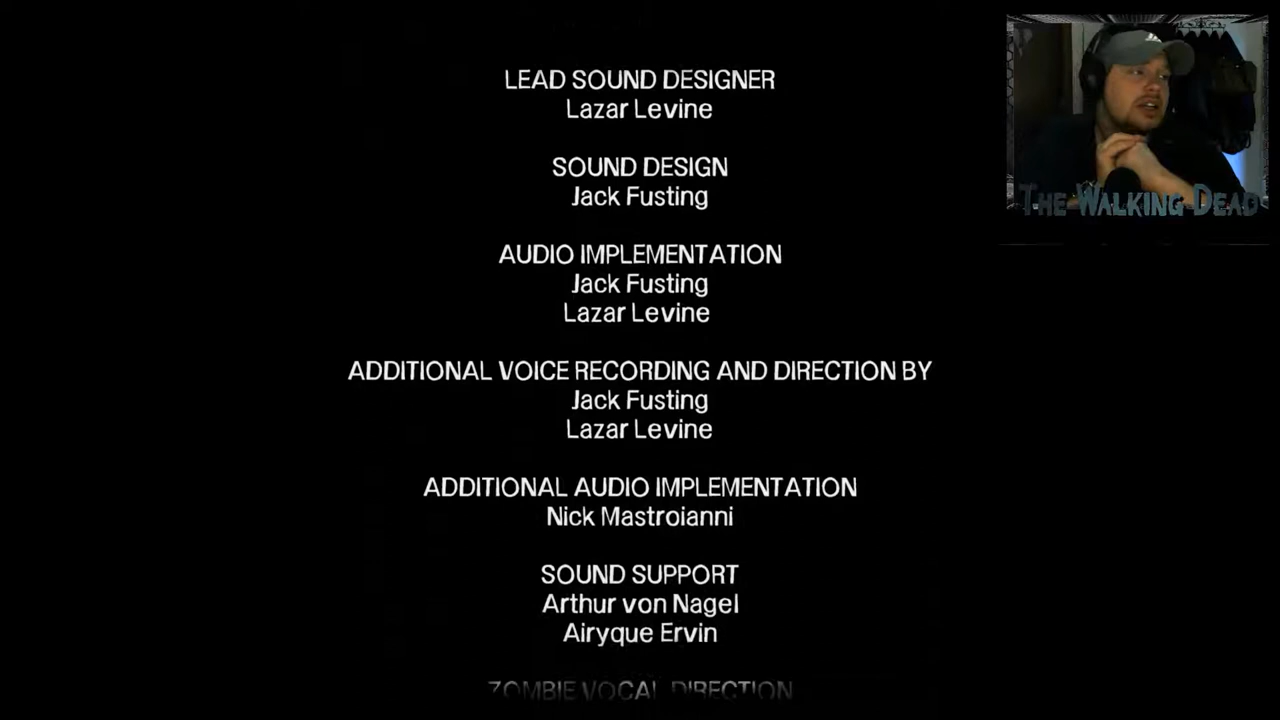 LEAD SOUND DESIGNER
Lazar Levine
SOUND DESIGN
Jack Fusting
AUDIO IMPLEMENTATION
Jack Fusting
Lazar Levine
ADDITIONAL VOICE RECORDING AND DIRECTION BY
Jack Fusting
Lazar Levine
ADDITIONAL AUDIO IMPLEMENTATION
Nick Mastroianni
SOUND SUPPORT
Arthur von Nagel
Airyque Ervin
ZOMBIE VOCAL DIRECTION
THE WALKING DEAD